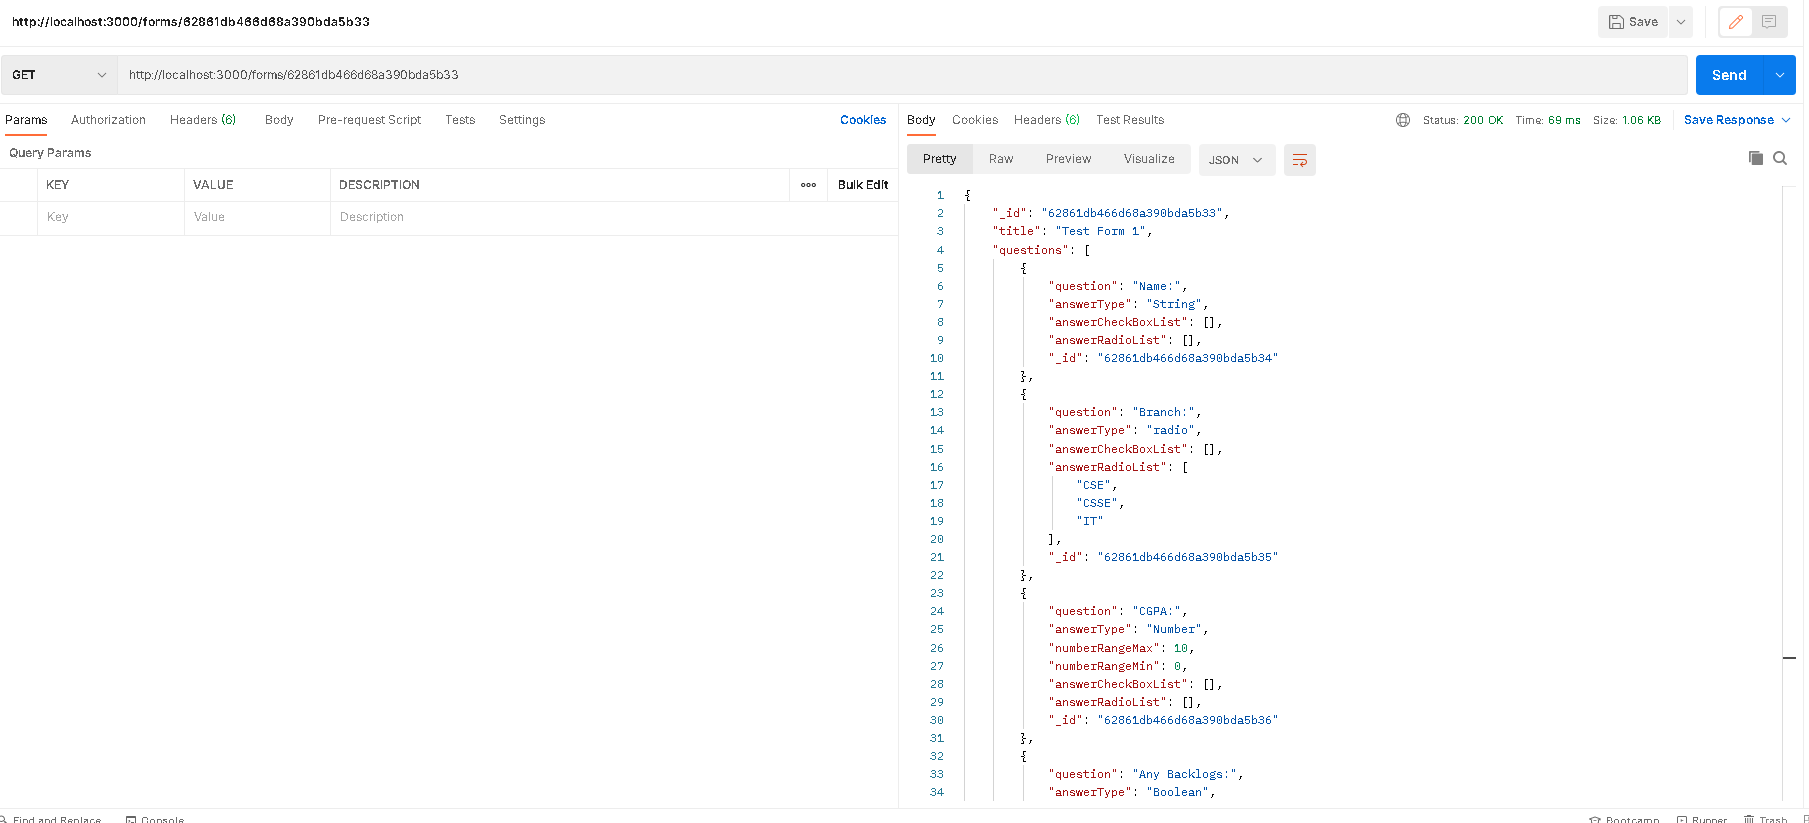 http://localhost:3000/forms/62861db466d68a390bda5b33
Save
GET
http://localhost:3000/forms/62861db466d68a390bda5b33
Send
Params Authorization Headers (6) Body Pre-request Script Tests Settings Cookies
Query Params
KEY VALUE DESCRIPTION ooo Bulk Edit
Key Value Description
Body Cookies Headers (6) Test Results Status: 200 OK Time: 69 ms Size: 1.06 KB Save Response
Pretty Raw Preview Visualize JSON
1 {
2 "_id": "62861db466d68a390bda5b33",
3 "title": "Test Form 1",
4 "questions": [
5 {
6 "question": "Name:",
7 "answerType": "String",
8 "answerCheckBoxList": [],
9 "answerRadioList": [],
10 "_id": "62861db466d68a390bda5b34"
11 },
12 {
13 "question": "Branch:",
14 "answerType": "radio",
15 "answerCheckBoxList": [],
16 "answerRadioList": [
17 "CSE",
18 "CSSE",
19 "IT"
20 ],
21 "_id": "62861db466d68a390bda5b35"
22 },
23 {
24 "question": "CGPA:",
25 "answerType": "Number",
26 "numberRangeMax": 10,
27 "numberRangeMin": 0,
28 "answerCheckBoxList": [],
29 "answerRadioList": [],
30 "_id": "62861db466d68a390bda5b36"
31 },
32 {
33 "question": "Any Backlogs:",
34 "answerType": "Boolean",
Find and Replace Console Bootcamp Runner Trash